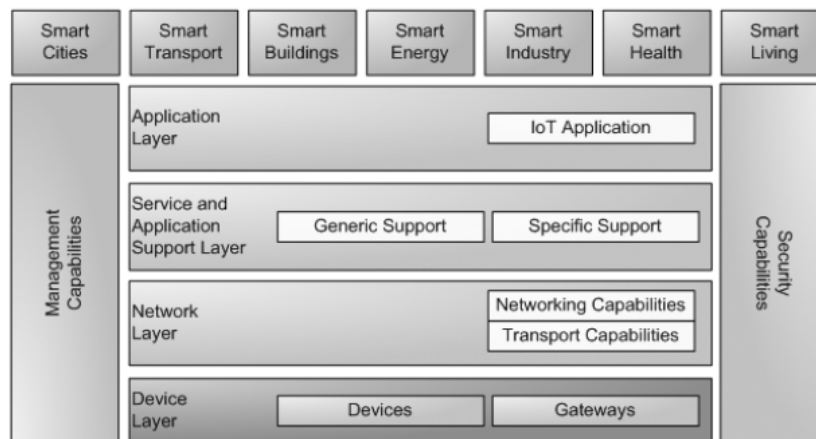 Smart
Cities
Smart
Transport
Smart
Buildings
Smart
Energy
Smart
Industry
Smart
Health
Smart
Living
Management
Capabilities
Application
Layer
IoT Application
Service and
Application
Support Layer
Generic Support
Specific Support
Network
Layer
Networking Capabilities
Transport Capabilities
Device
Layer
Devices
Gateways
Security
Capabilities